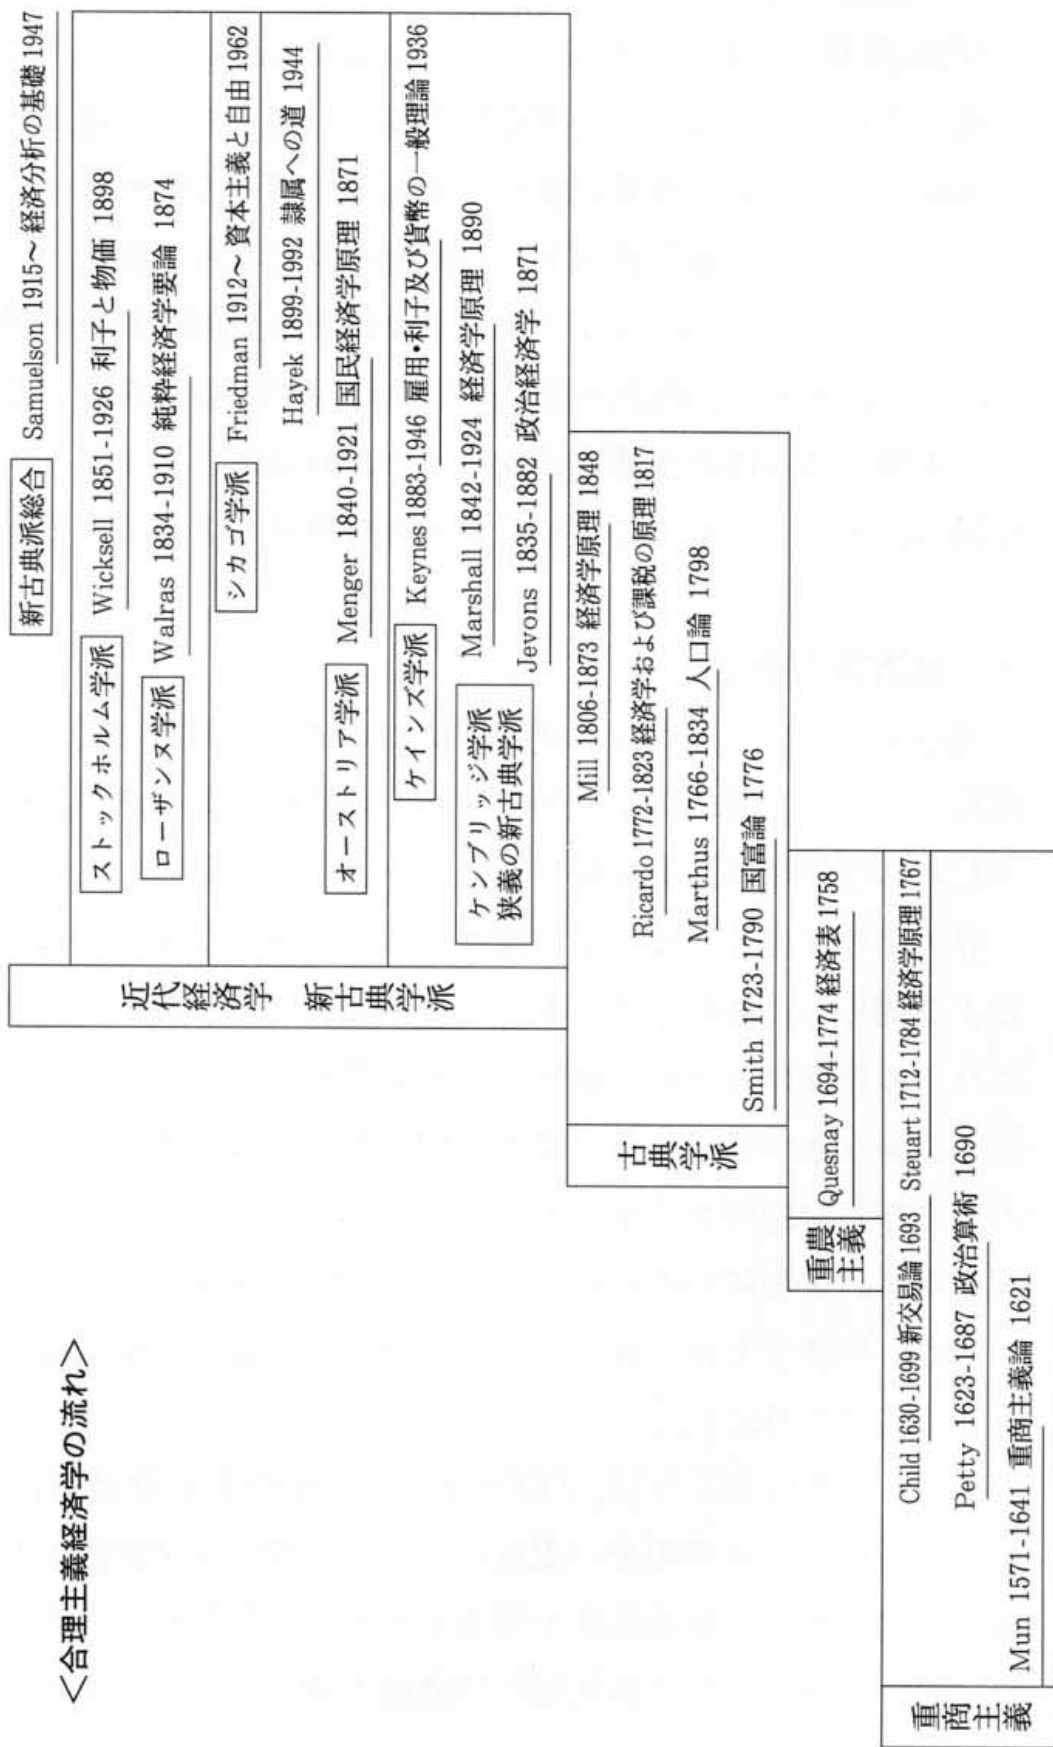 <合理主義経済学の流れ>
新古典派総合 Samuelson 1915~ 経済分析の基礎 1947
近代経済学 新古典学派
ストックホルム学派 Wicksell 1851-1926 利子と物価 1898
ローザンヌ学派 Walras 1834-1910 純粋経済学要論 1874
シカゴ学派 Friedman 1912~ 資本主義と自由 1962
Hayek 1899-1992 隷属への道 1944
オーストリア学派 Menger 1840-1921 国民経済学原理 1871
ケインズ学派 Keynes 1883-1946 雇用・利子及び貨幣の一般理論 1936
ケンブリッジ学派 Marshall 1842-1924 経済学原理 1890
狭義の新古典学派
Jevons 1835-1882 政治経済学 1871
古典学派
Mill 1806-1873 経済学原理 1848
Ricardo 1772-1823 経済学および課税の原理 1817
Marthus 1766-1834 人口論 1798
Smith 1723-1790 国富論 1776
重農主義
Quesnay 1694-1774 経済表 1758
重商主義
Child 1630-1699 新交易論 1693 Steuart 1712-1784 経済学原理 1767
Petty 1623-1687 政治算術 1690
Mun 1571-1641 重商主義論 1621